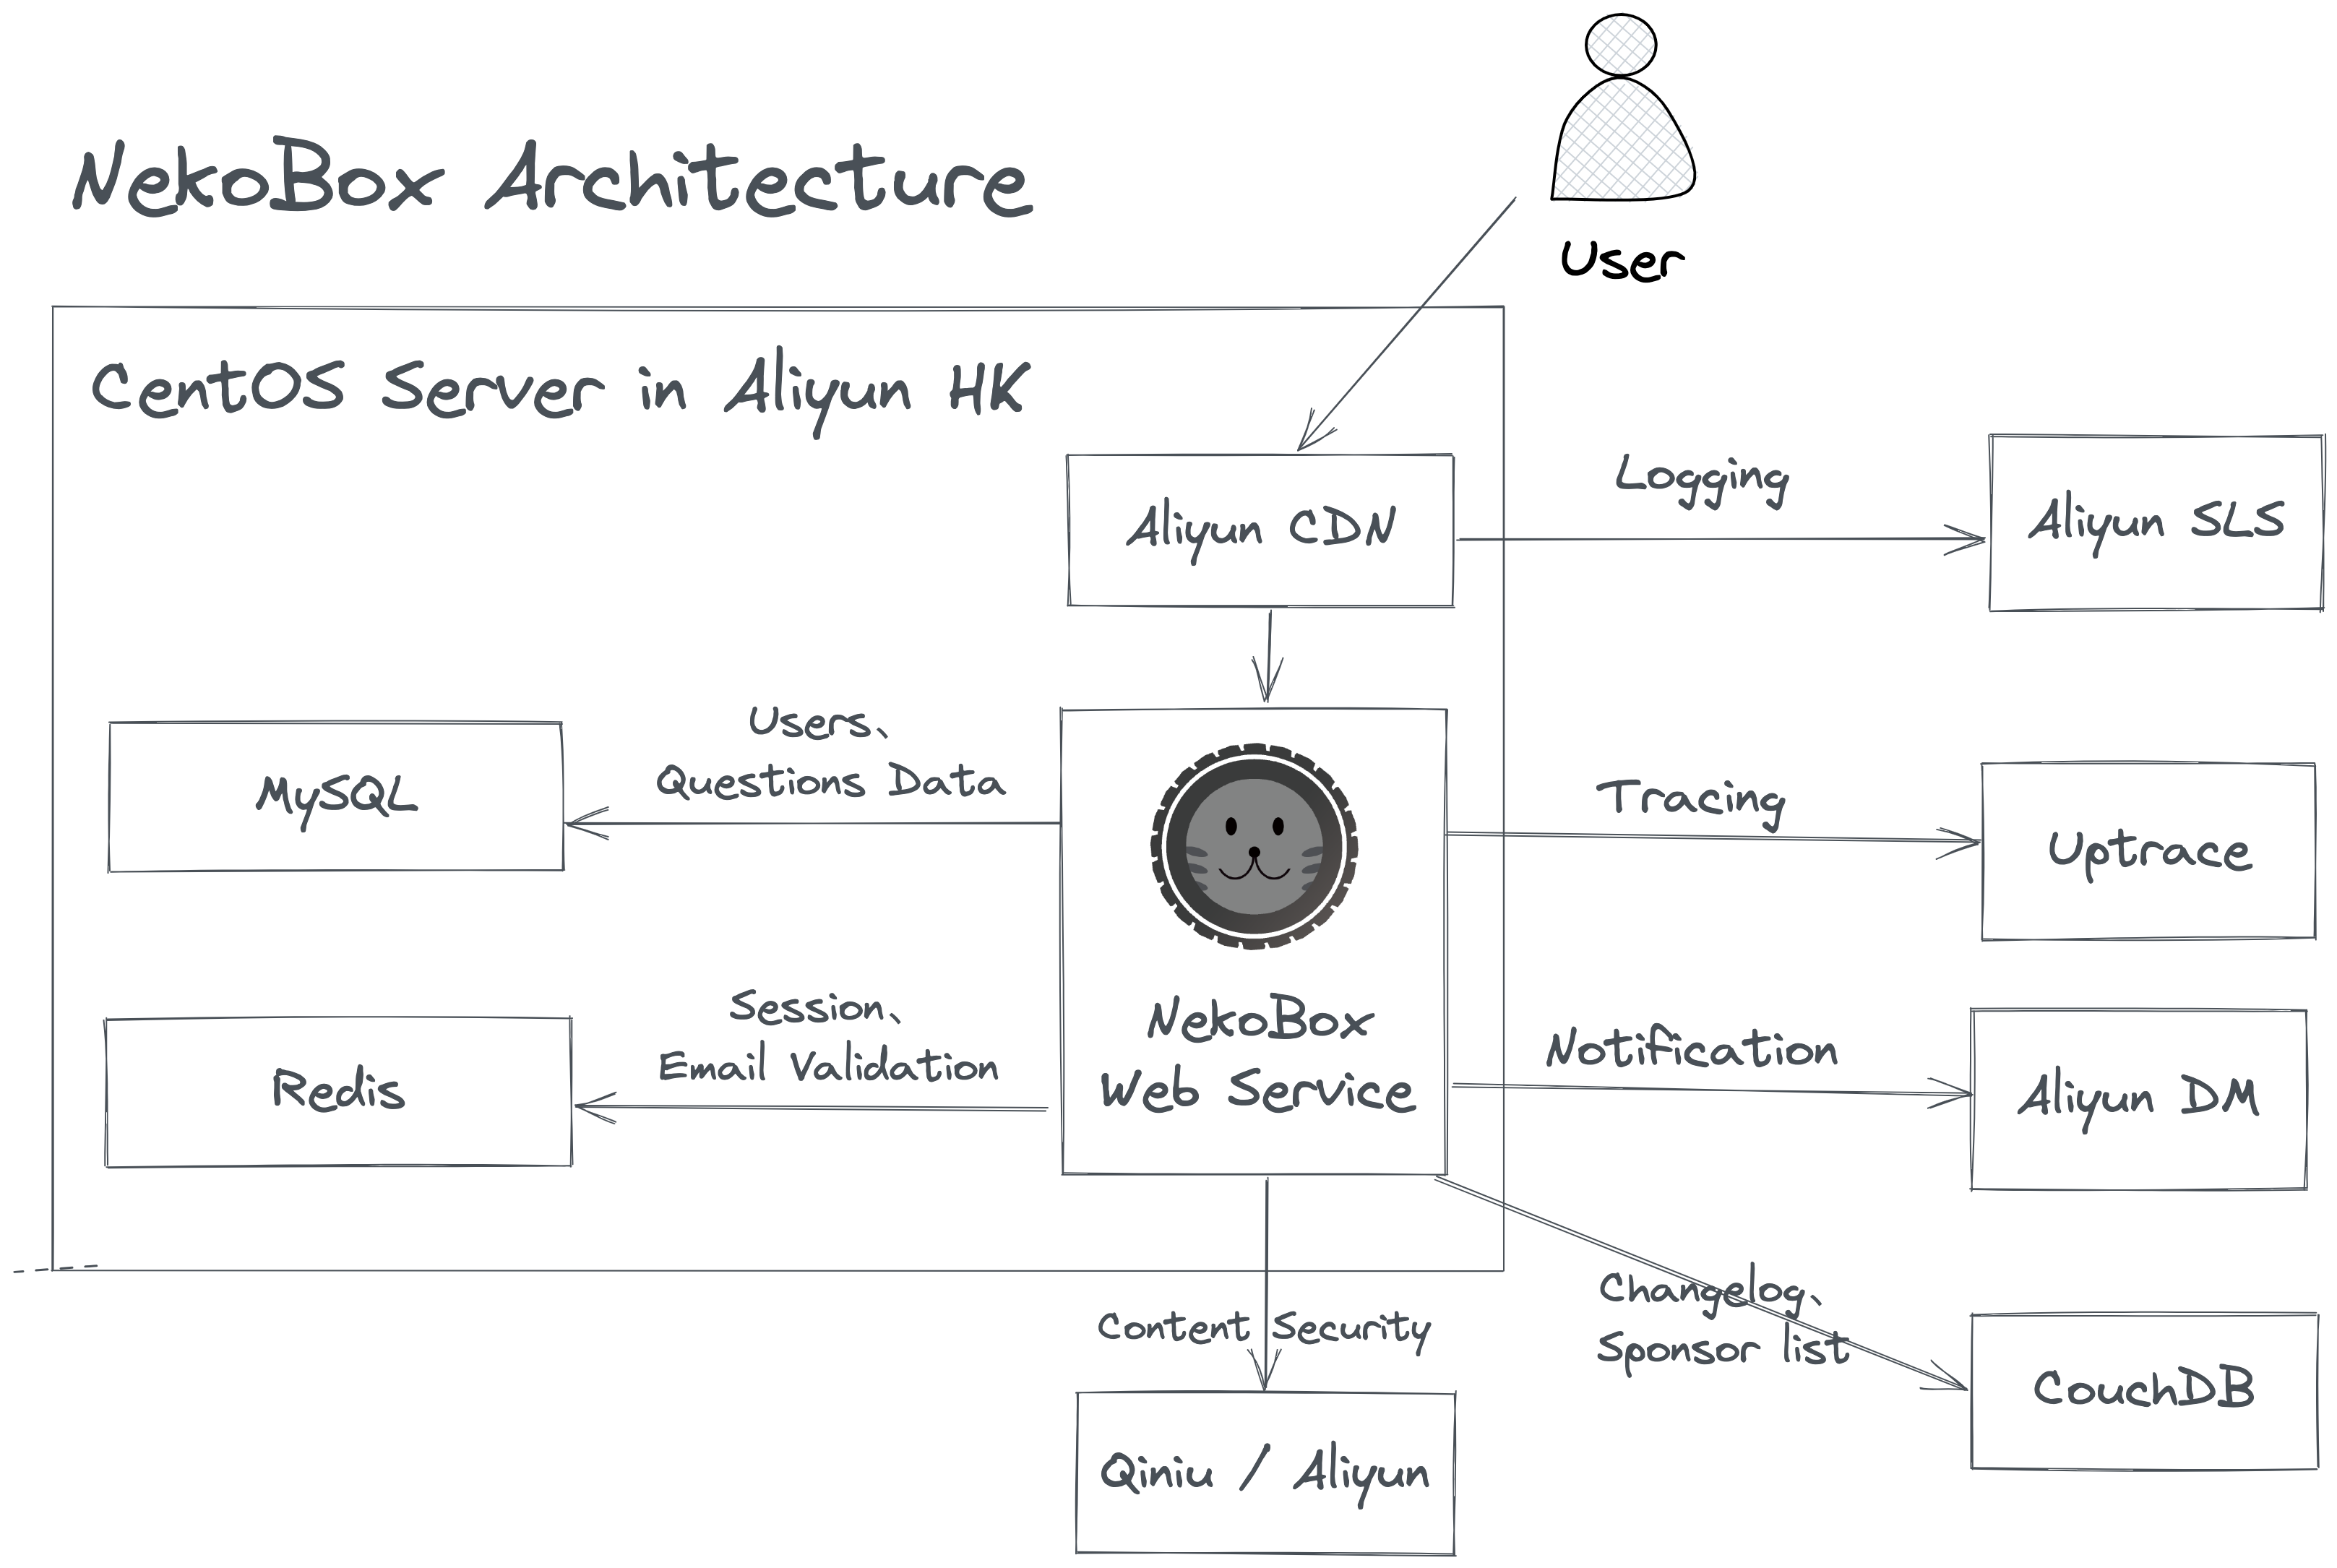 NekoBox Architecture
User
CentOS Server in Aliyun HK
Aliyun CDN
Logging
Aliyun SLS
MySQL
Users、
Questions Data
Tracing
Uptrace
Redis
Session、
Email Validation
NekoBox
Web Service
Notification
Aliyun DM
Content Security
Changelog、
Sponsor list
CouchDB
Qiniu / Aliyun